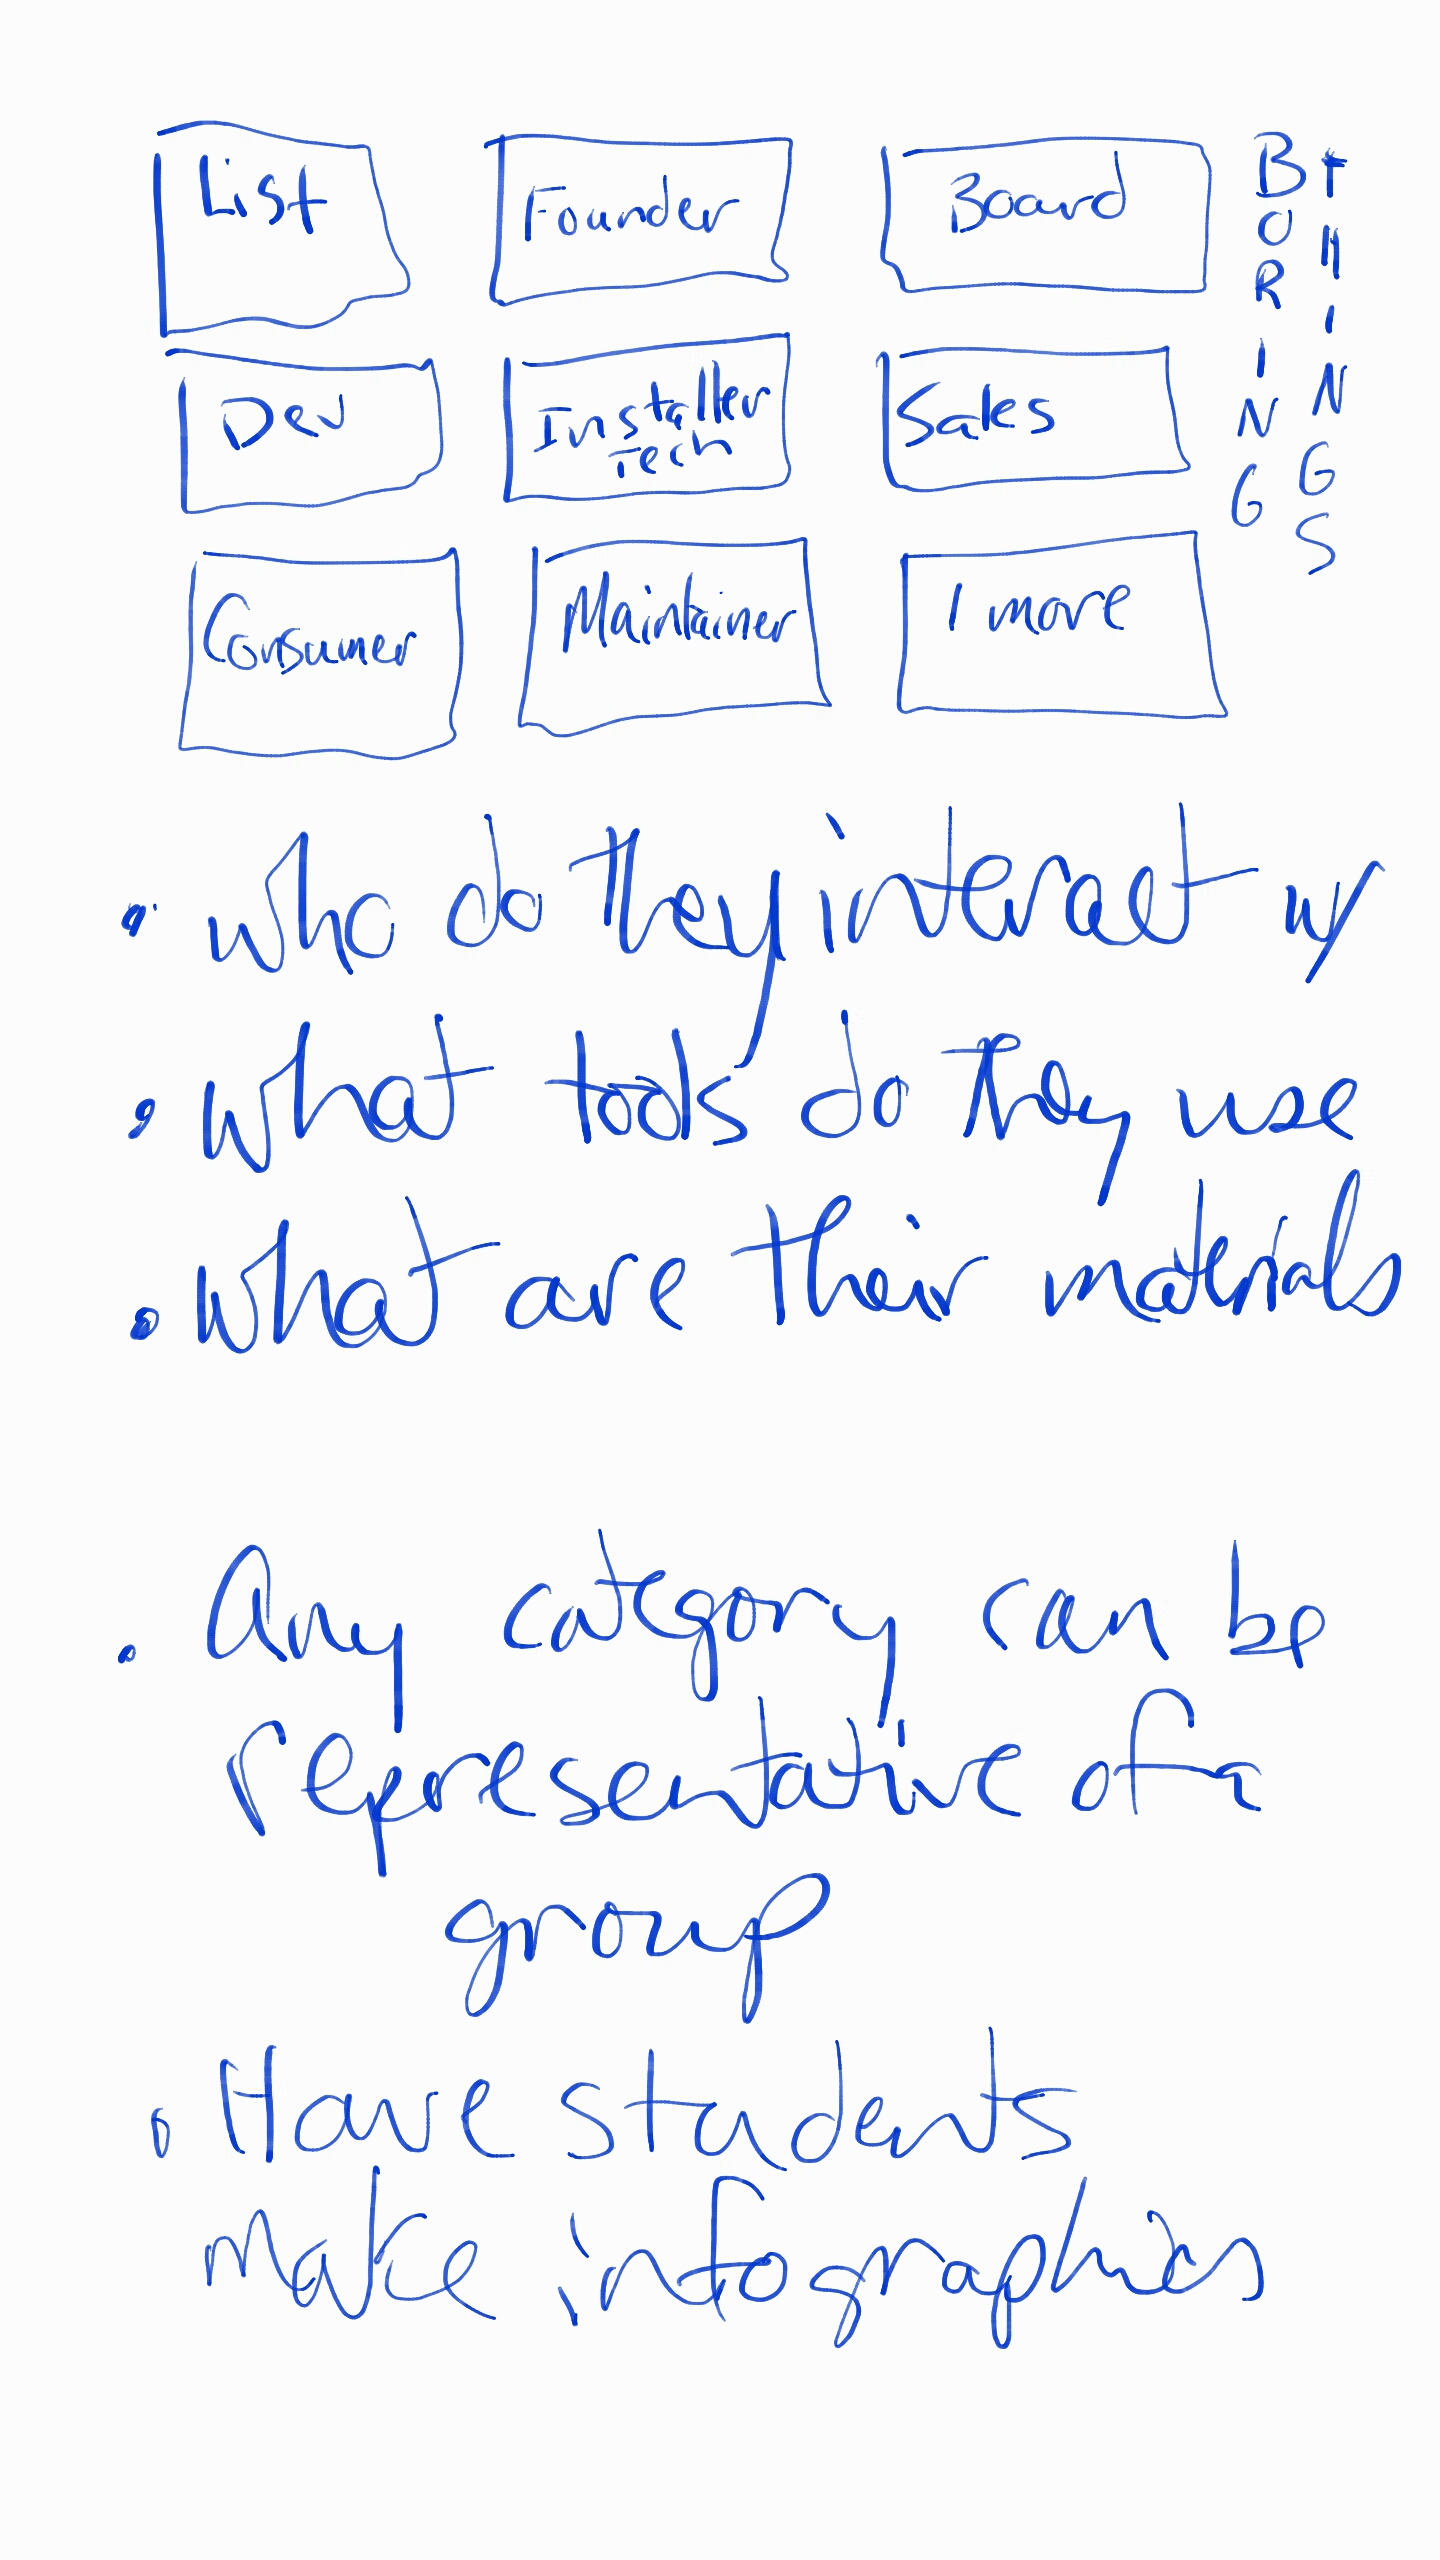 List
Founder
Board
BORING
THINGS
Dev
Installer
Tech
Sales
Consumer
Maintainer
1 more
• who do they interact w/
• what tools do they use
• what are their materials
• Any category can be
representative of a
group
• Have students
make infographics